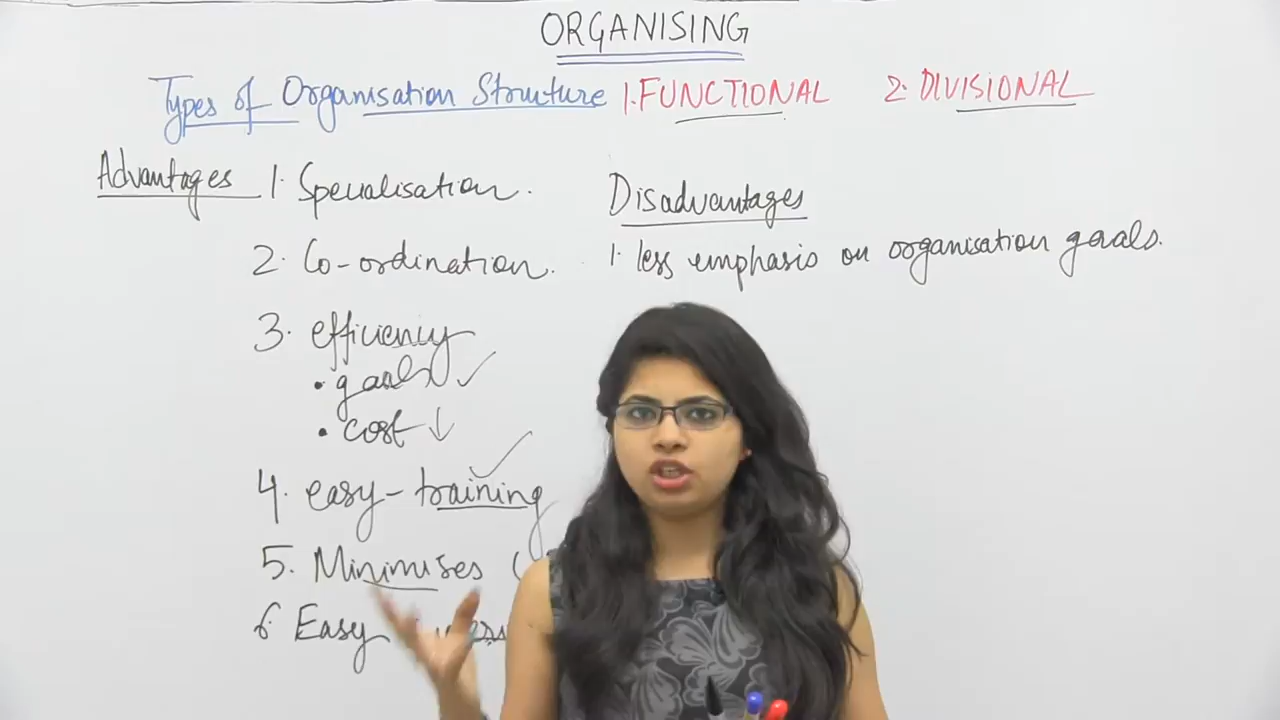 ORGANISING
Types of Organisation Structure 1. FUNCTIONAL 2. DIVISIONAL
Advantages 1. Specialisation.
2. Co-ordination.
3. efficiency
• goals ✓
• cost ↓
4. easy-training ✓
5. Minimises (
6. Easy
Disadvantages
1. less emphasis on organisation goals.